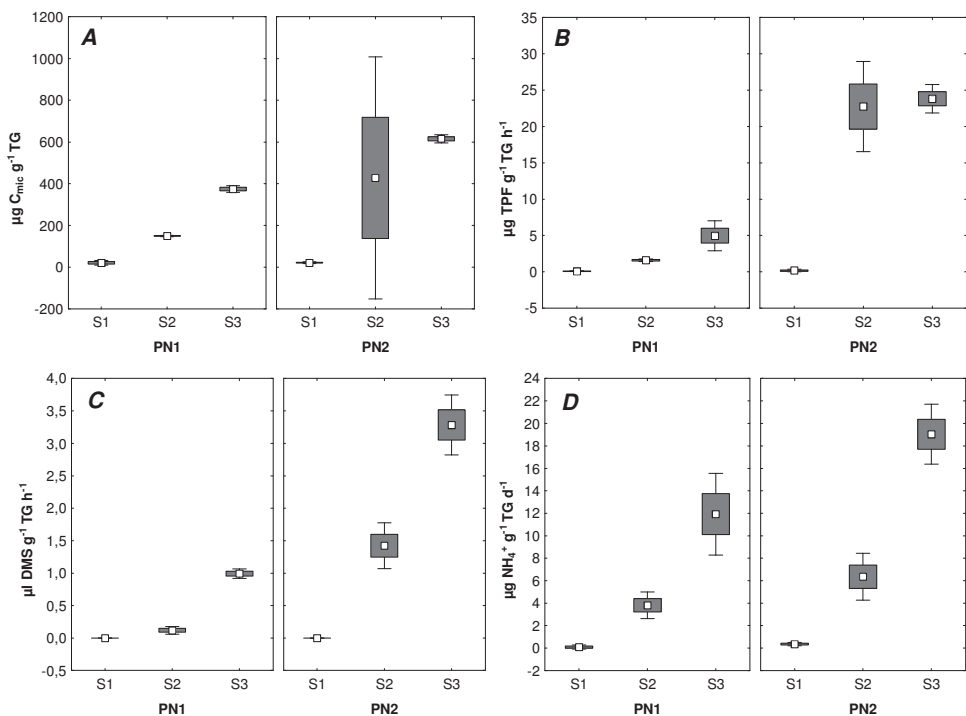 A
µg Cmic g-1 TG
1200
1000
800
600
400
200
0
-200
S1 S2 S3
PN1
S1 S2 S3
PN2
B
µg TPF g-1 TG h-1
35
30
25
20
15
10
5
0
-5
S1 S2 S3
PN1
S1 S2 S3
PN2
C
µl DMS g-1 TG h-1
4,0
3,5
3,0
2,5
2,0
1,5
1,0
0,5
0,0
-0,5
S1 S2 S3
PN1
S1 S2 S3
PN2
D
µg NH4+ g-1 TG d-1
24
22
20
18
16
14
12
10
8
6
4
2
0
-2
S1 S2 S3
PN1
S1 S2 S3
PN2